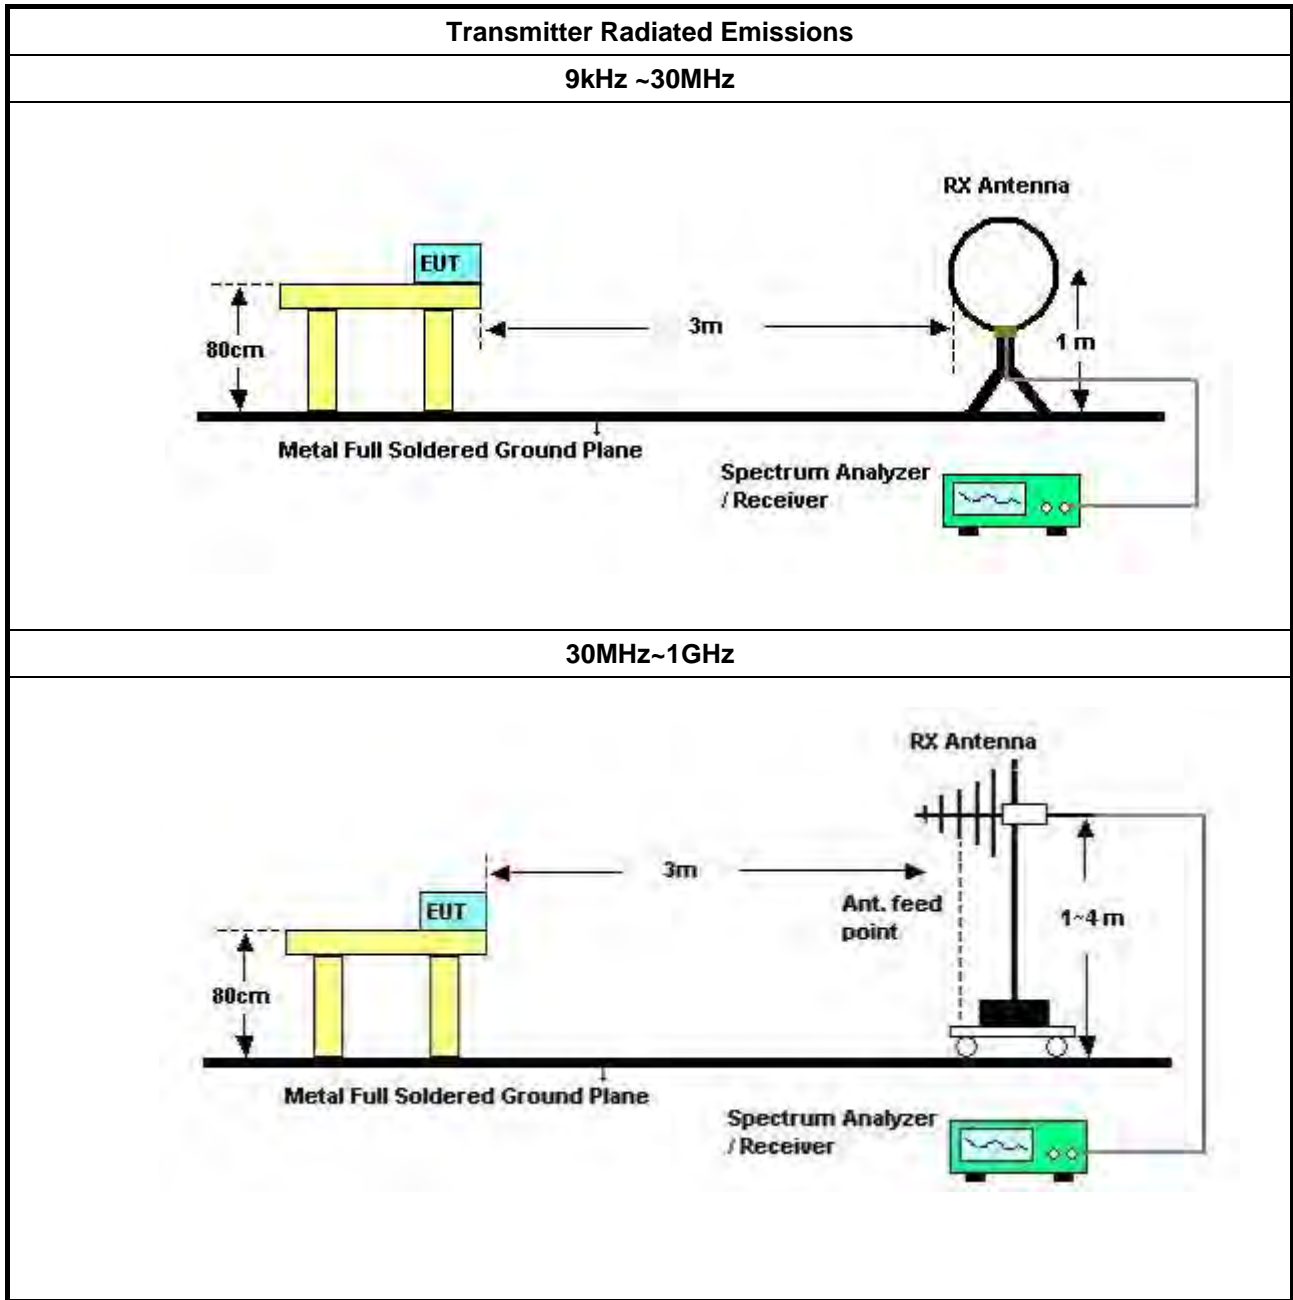 Transmitter Radiated Emissions
9kHz ~30MHz
RX Antenna
EUT
3m
80cm
1 m
Metal Full Soldered Ground Plane
Spectrum Analyzer
/ Receiver
30MHz~1GHz
RX Antenna
3m
EUT
Ant. feed
point
1~4 m
80cm
Metal Full Soldered Ground Plane
Spectrum Analyzer
/ Receiver